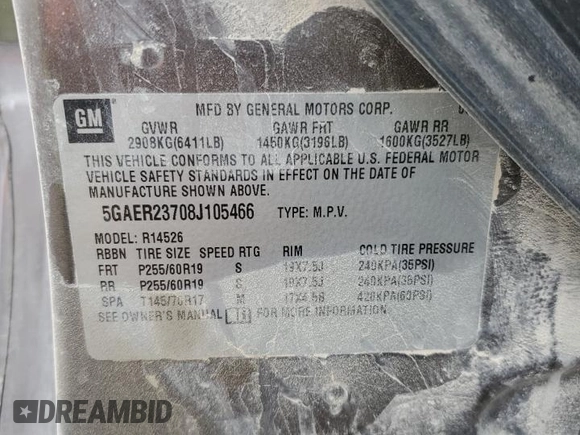 GM
MFD BY GENERAL MOTORS CORP.
GVWR GAWR FRT GAWR RR
2908KG(6411LB) 1450KG(3196LB) 1600KG(3527LB)
THIS VEHICLE CONFORMS TO ALL APPLICABLE U.S. FEDERAL MOTOR
VEHICLE SAFETY STANDARDS IN EFFECT ON THE DATE OF
MANUFACTURE SHOWN ABOVE.
5GAER23708J105466 TYPE: M.P.V.
MODEL: R14526
RBBN TIRE SIZE SPEED RTG RIM COLD TIRE PRESSURE
FRT P255/60R19 S 19X7.5J 240KPA(35PSI)
RR P255/60R19 S 19X7.5J 240KPA(35PSI)
SPA T145/70R17 M 17X4.5B 420KPA(60PSI)
SEE OWNER'S MANUAL FOR MORE INFORMATION.
DREAMBID